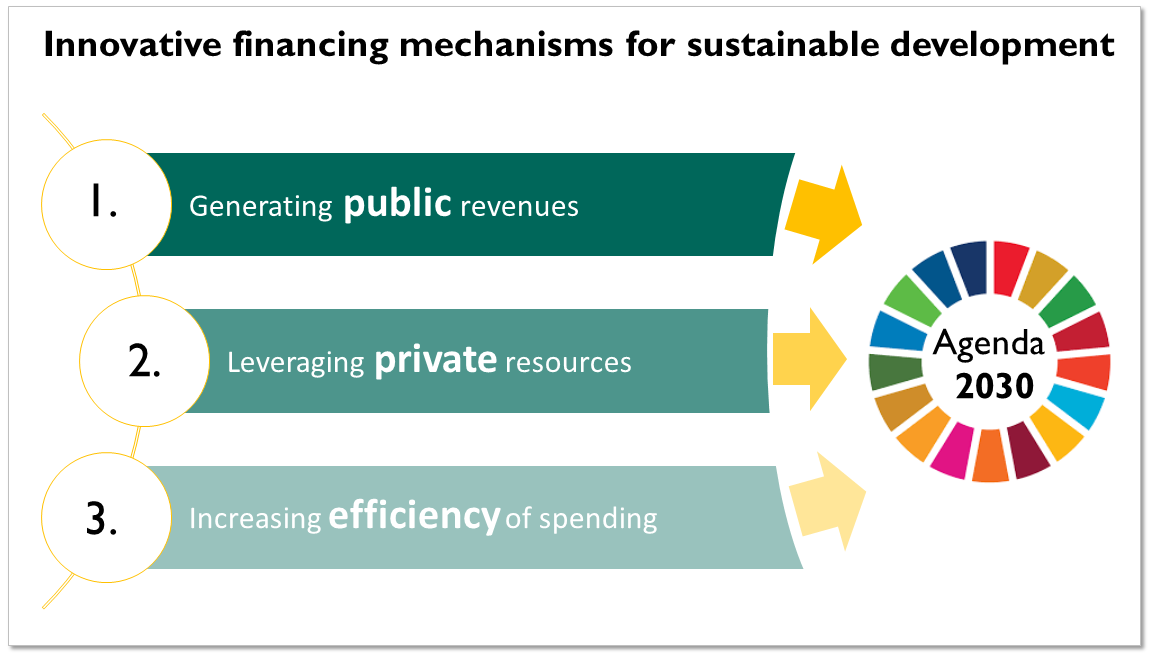 Innovative financing mechanisms for sustainable development
1.
Generating public revenues
2.
Leveraging private resources
3.
Increasing efficiency of spending
Agenda
2030